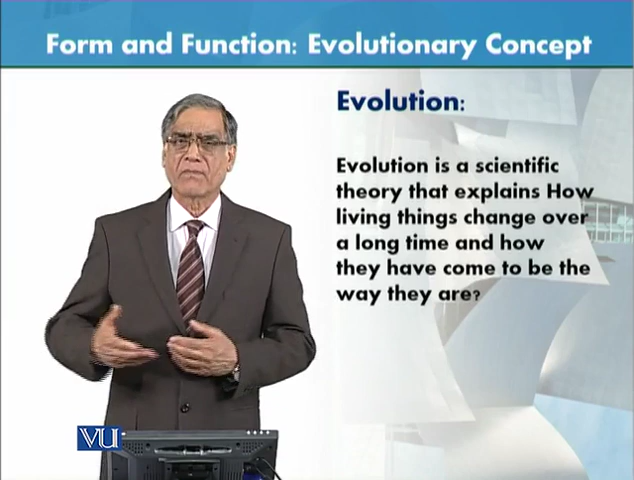 Form and Function: Evolutionary Concept
Evolution:
Evolution is a scientific
theory that explains How
living things change over
a long time and how
they have come to be the
way they are?
VU